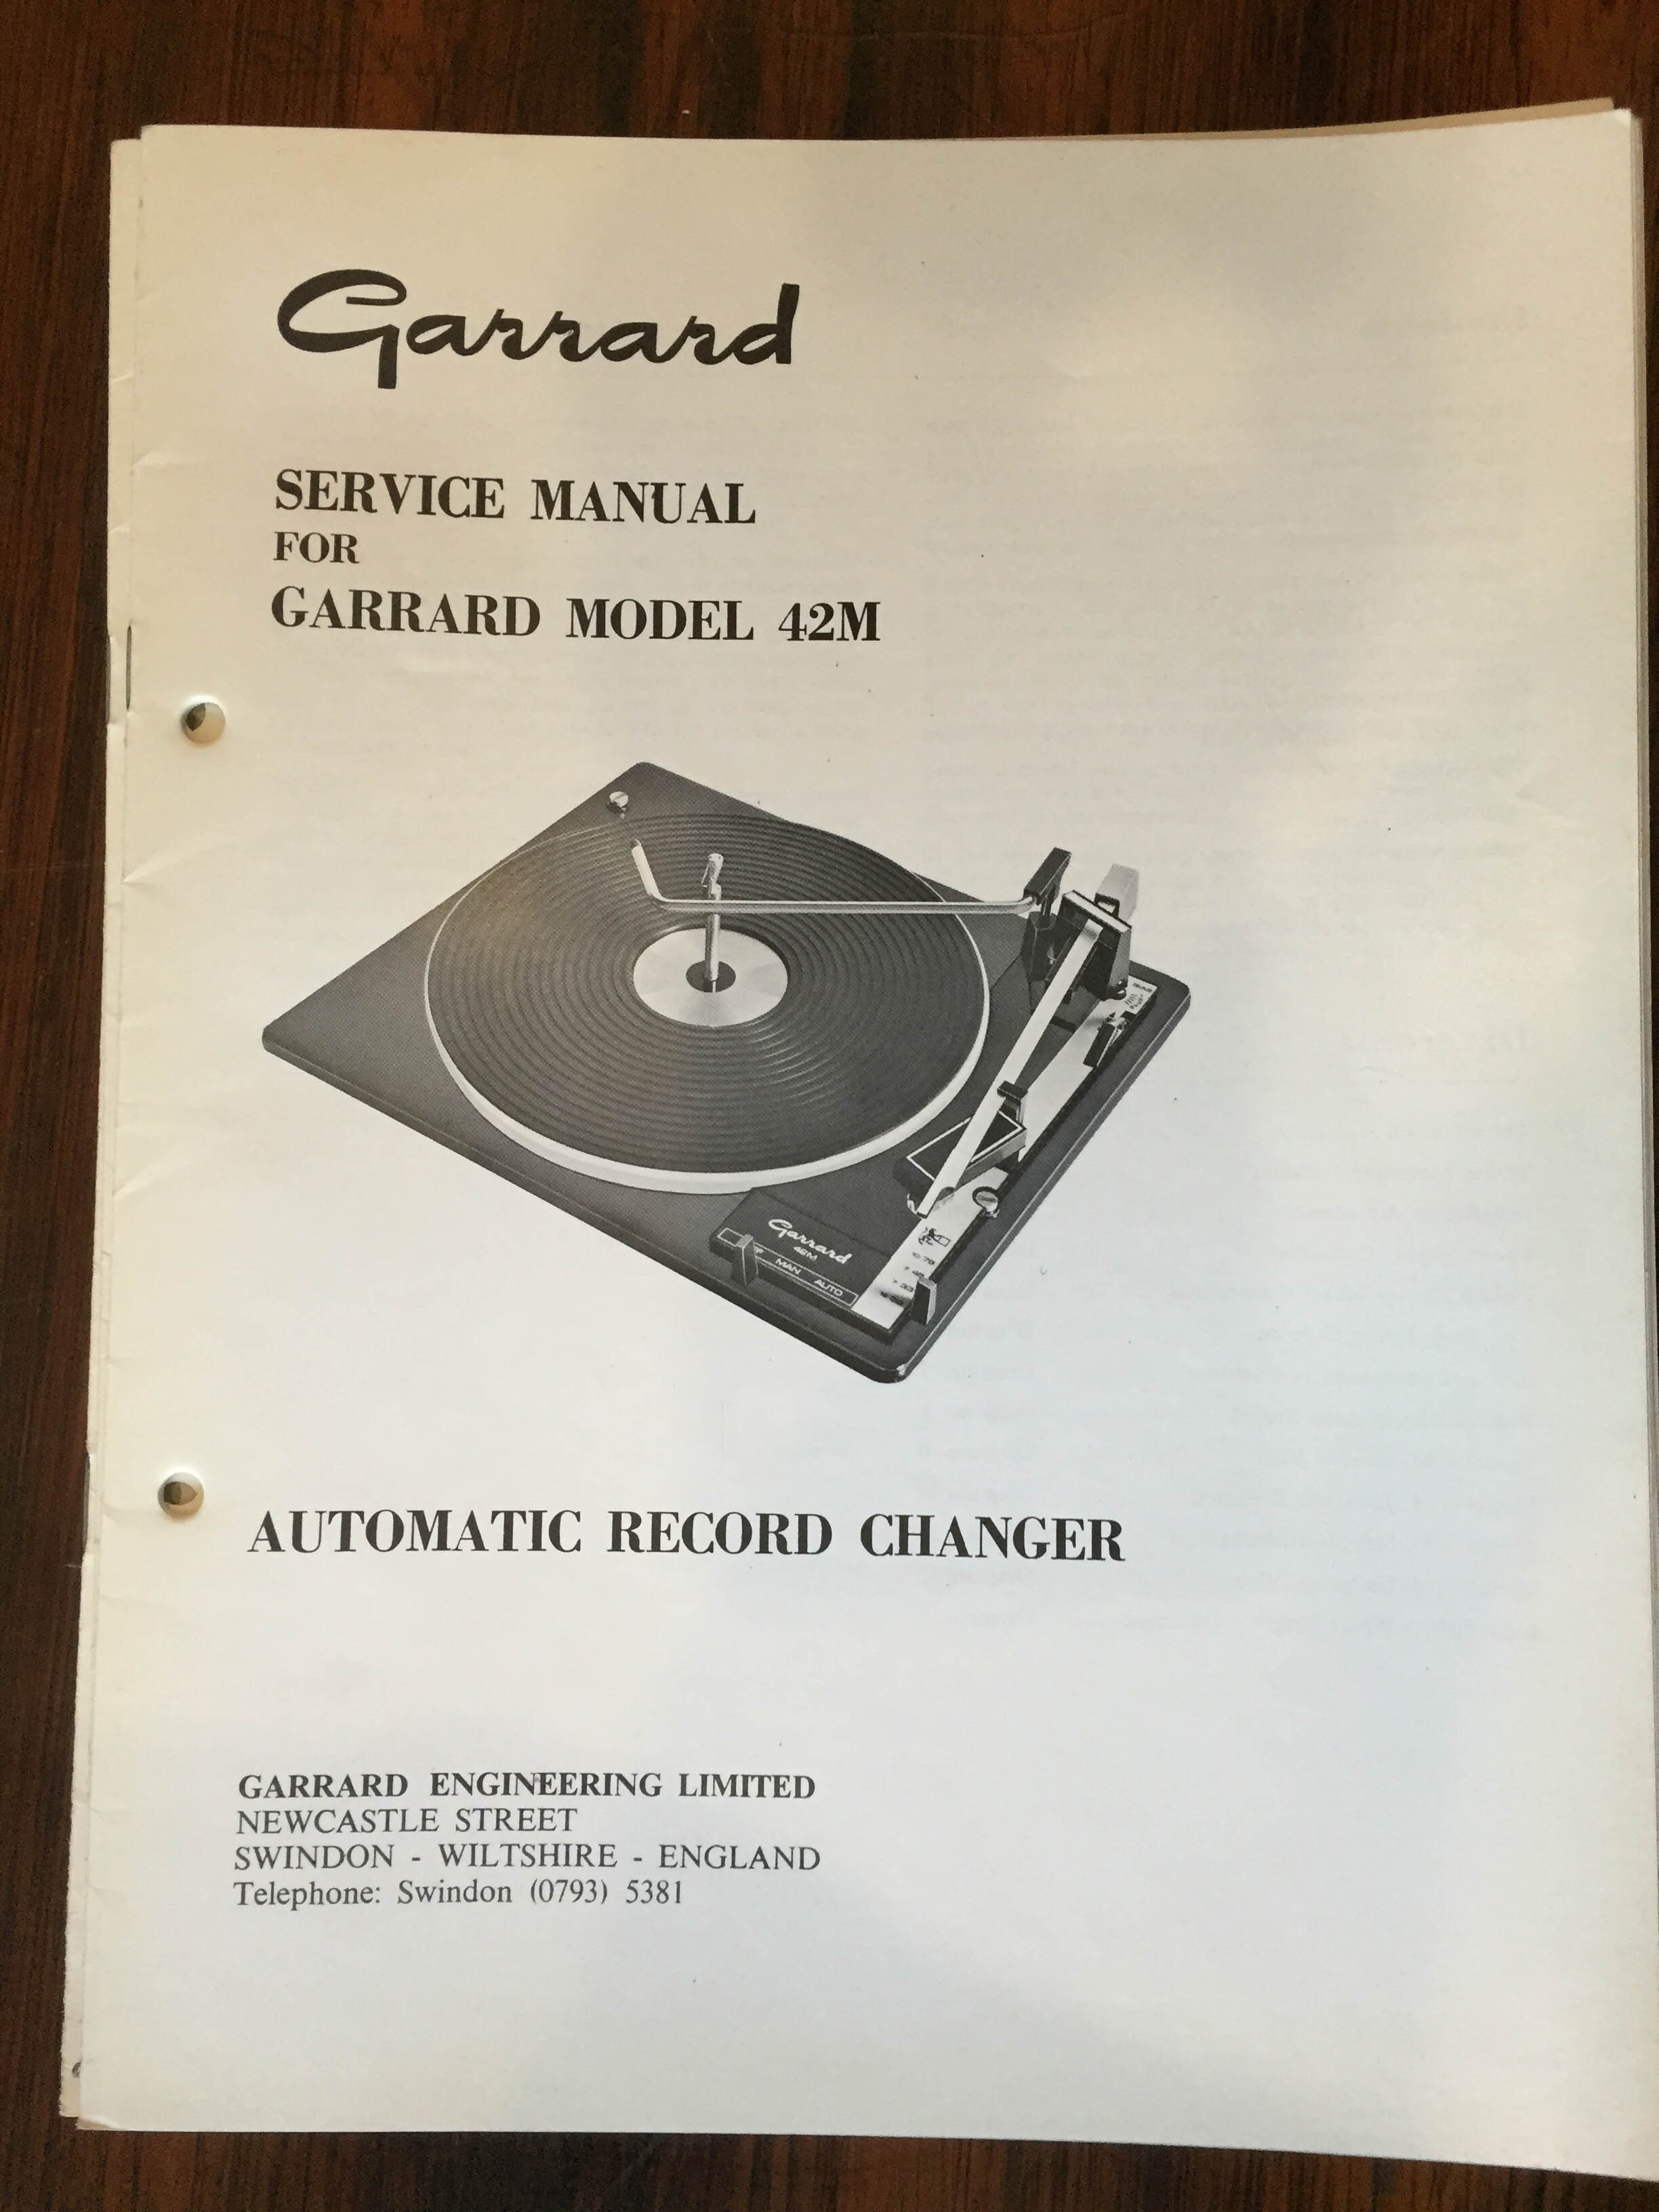 Garrard
SERVICE MANUAL
FOR
GARRARD MODEL 42M
Garrard
42M
MAN AUTO
AUTOMATIC RECORD CHANGER
GARRARD ENGINEERING LIMITED
NEWCASTLE STREET
SWINDON - WILTSHIRE - ENGLAND
Telephone: Swindon (0793) 5381